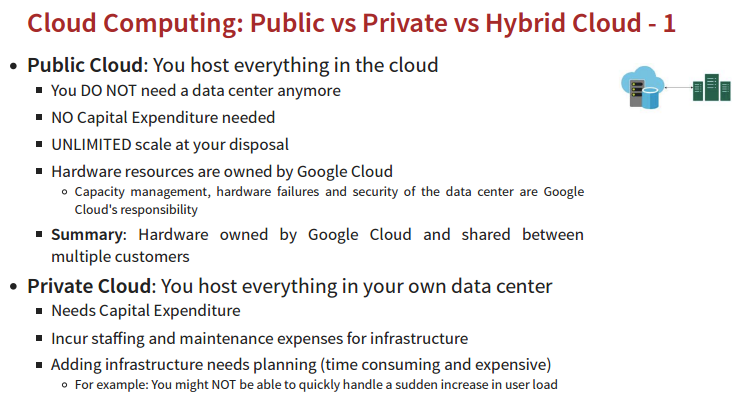 Cloud Computing: Public vs Private vs Hybrid Cloud - 1
Public Cloud: You host everything in the cloud
You DO NOT need a data center anymore
NO Capital Expenditure needed
UNLIMITED scale at your disposal
Hardware resources are owned by Google Cloud
Capacity management, hardware failures and security of the data center are Google
Cloud's responsibility
Summary: Hardware owned by Google Cloud and shared between
multiple customers
Private Cloud: You host everything in your own data center
Needs Capital Expenditure
Incur staffing and maintenance expenses for infrastructure
Adding infrastructure needs planning (time consuming and expensive)
For example: You might NOT be able to quickly handle a sudden increase in user load